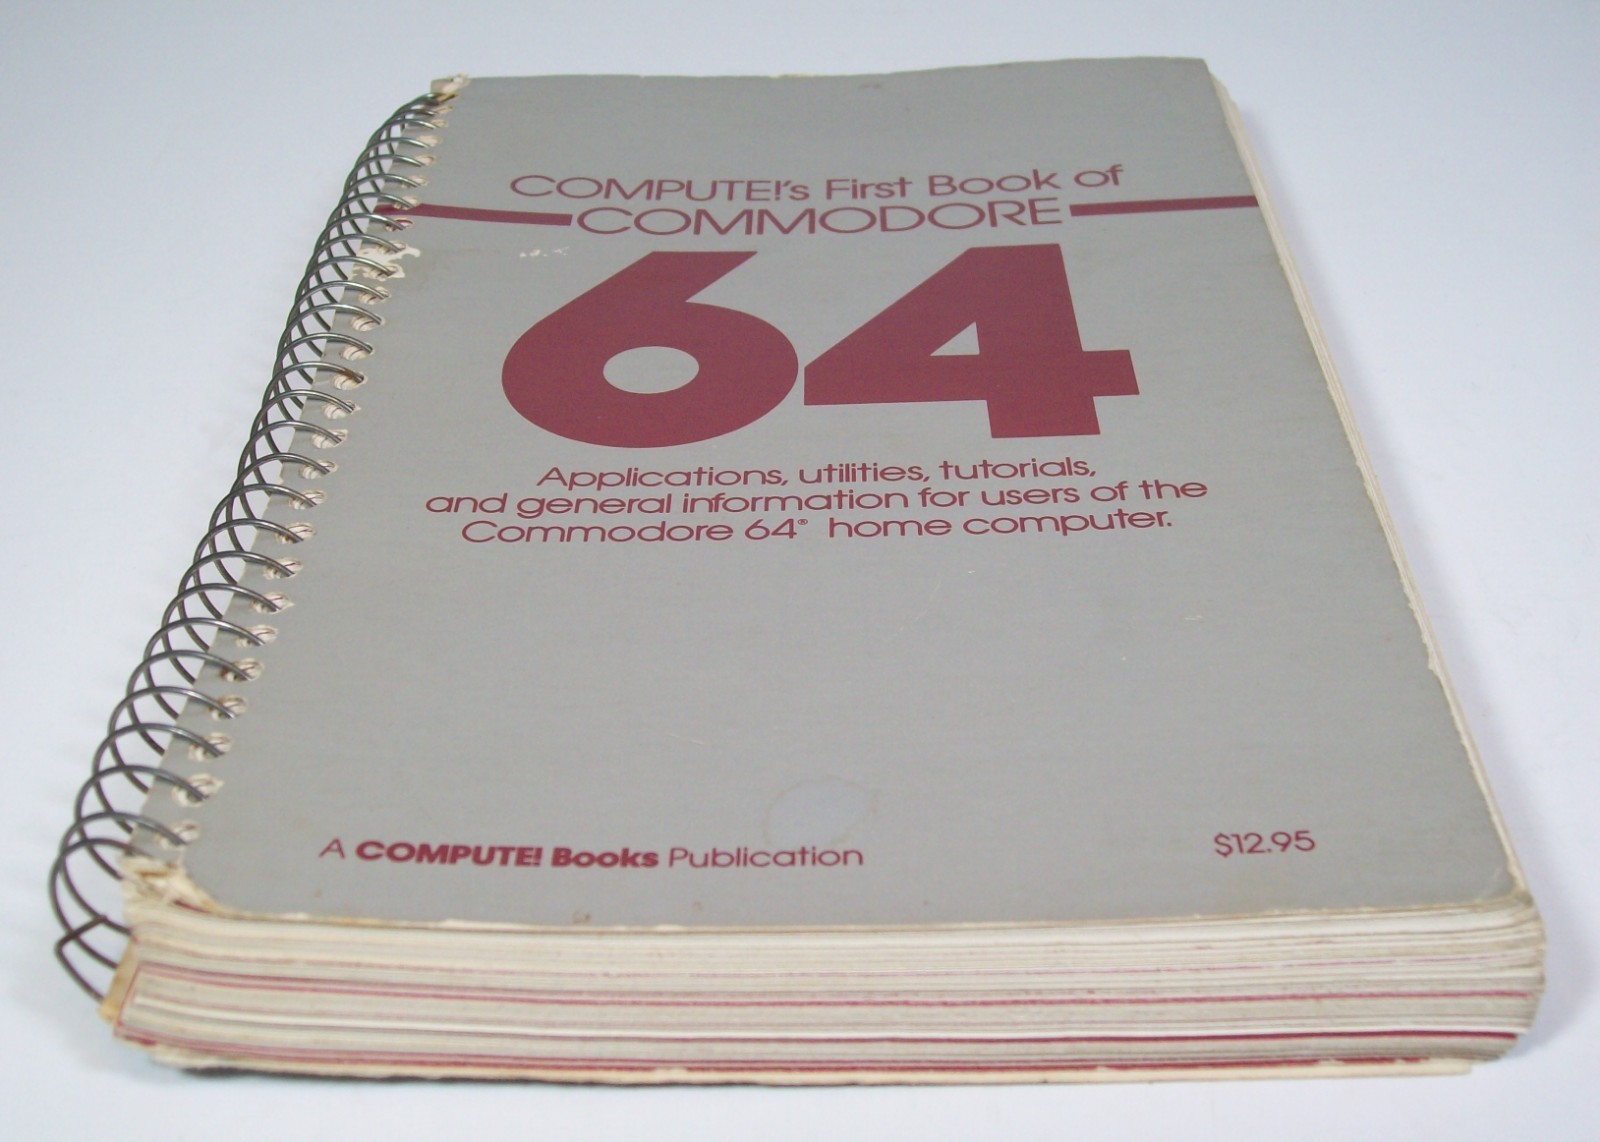 COMPUTE!'s First Book of
COMMODORE
64
Applications, utilities, tutorials,
and general information for users of the
Commodore 64® home computer.
A COMPUTE! Books Publication
$12.95